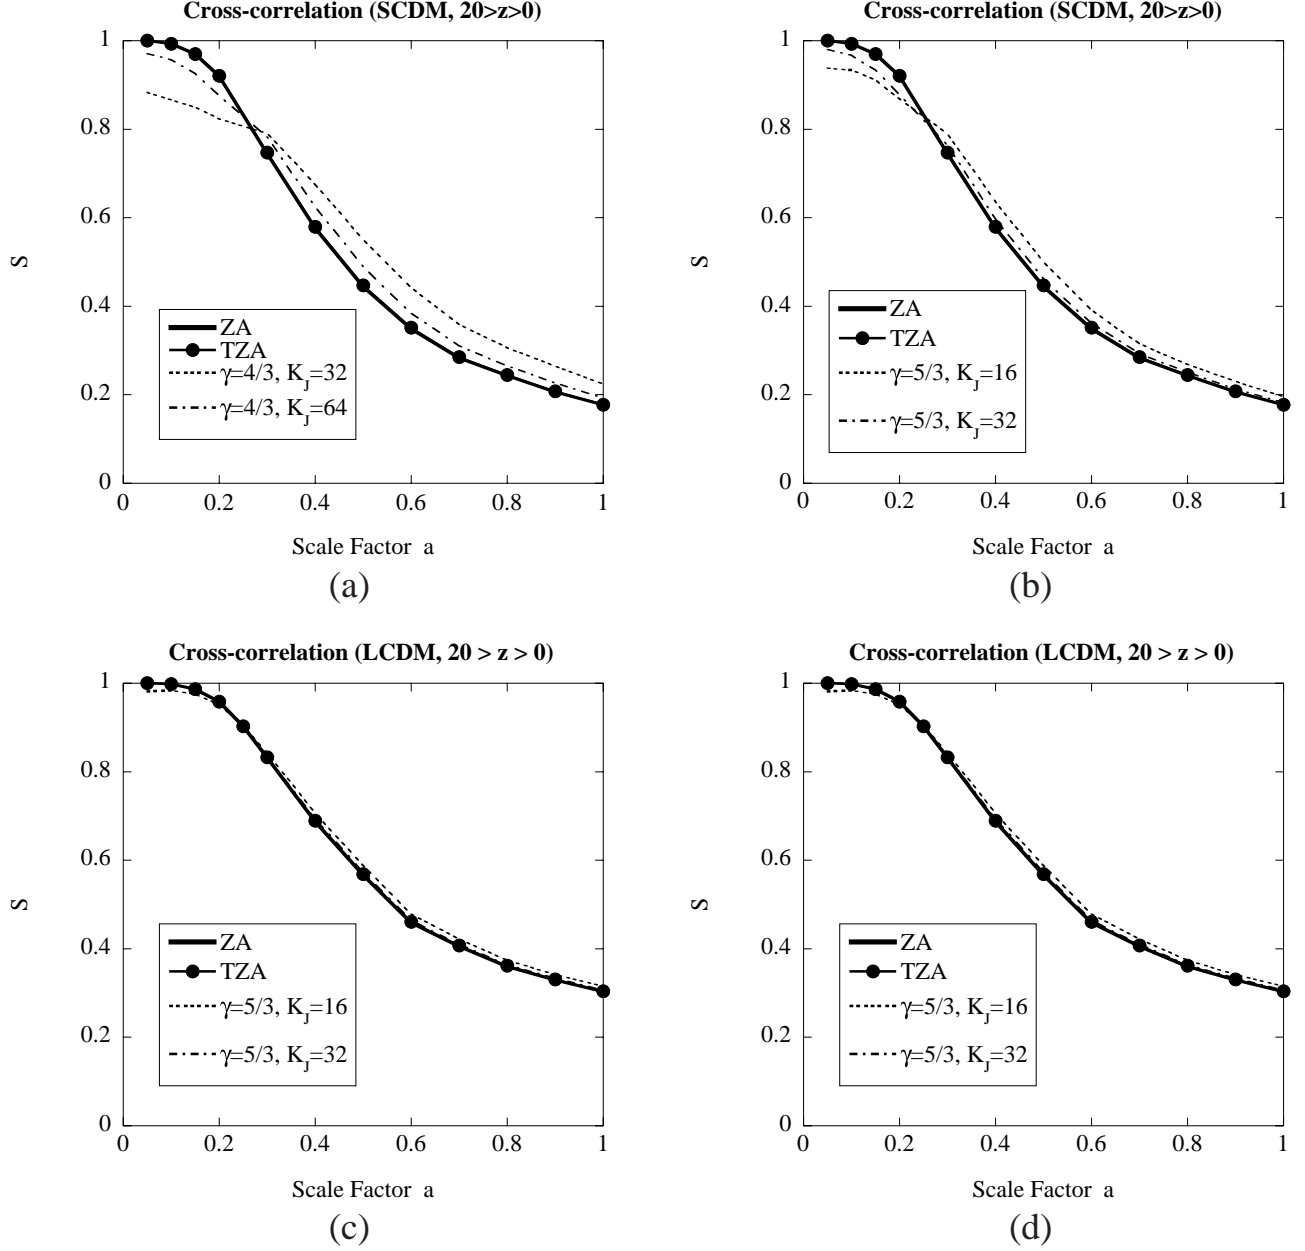 Cross-correlation (SCDM, 20>z>0)
1
0.8
0.6
0.4
0.2
0
S
ZA
TZA
γ=4/3, K_J=32
γ=4/3, K_J=64
0 0.2 0.4 0.6 0.8 1
Scale Factor a
(a)
Cross-correlation (SCDM, 20>z>0)
1
0.8
0.6
0.4
0.2
0
S
ZA
TZA
γ=5/3, K_J=16
γ=5/3, K_J=32
0 0.2 0.4 0.6 0.8 1
Scale Factor a
(b)
Cross-correlation (LCDM, 20 > z > 0)
1
0.8
0.6
0.4
0.2
0
S
ZA
TZA
γ=5/3, K_J=16
γ=5/3, K_J=32
0 0.2 0.4 0.6 0.8 1
Scale Factor a
(c)
Cross-correlation (LCDM, 20 > z > 0)
1
0.8
0.6
0.4
0.2
0
S
ZA
TZA
γ=5/3, K_J=16
γ=5/3, K_J=32
0 0.2 0.4 0.6 0.8 1
Scale Factor a
(d)